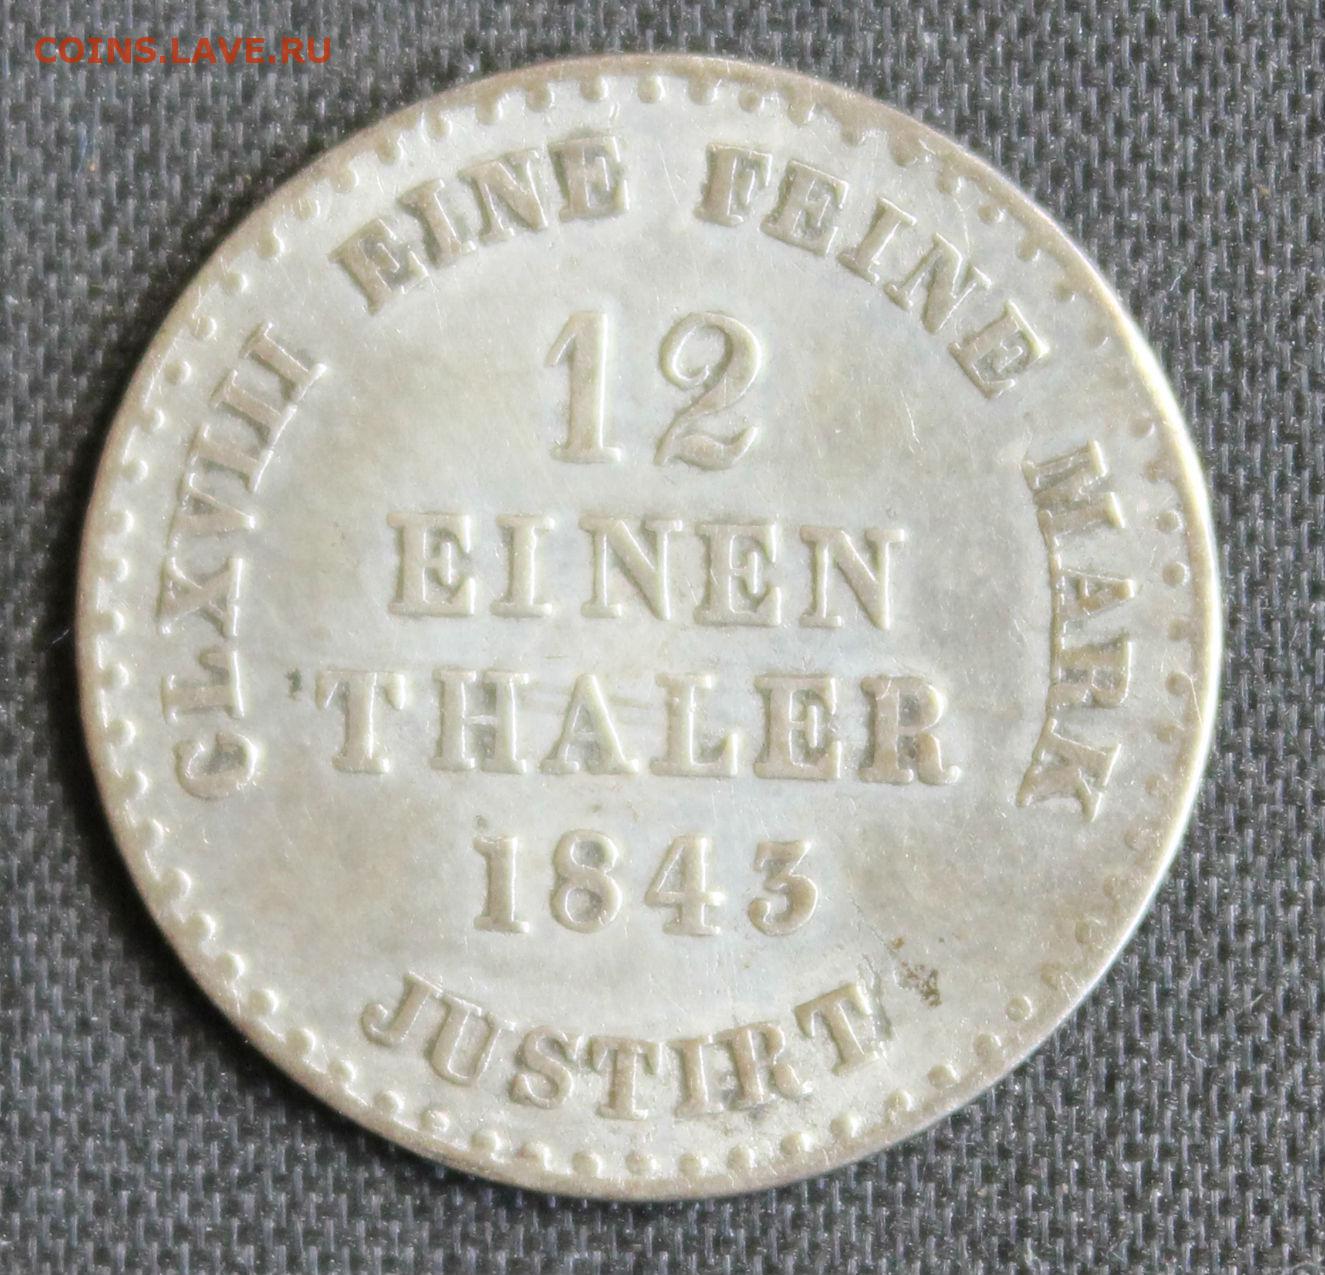 COINS.LAVE.RU
CLXVIII EINE FEINE MARK
12
EINEN
THALER
1843
JUSTIRT